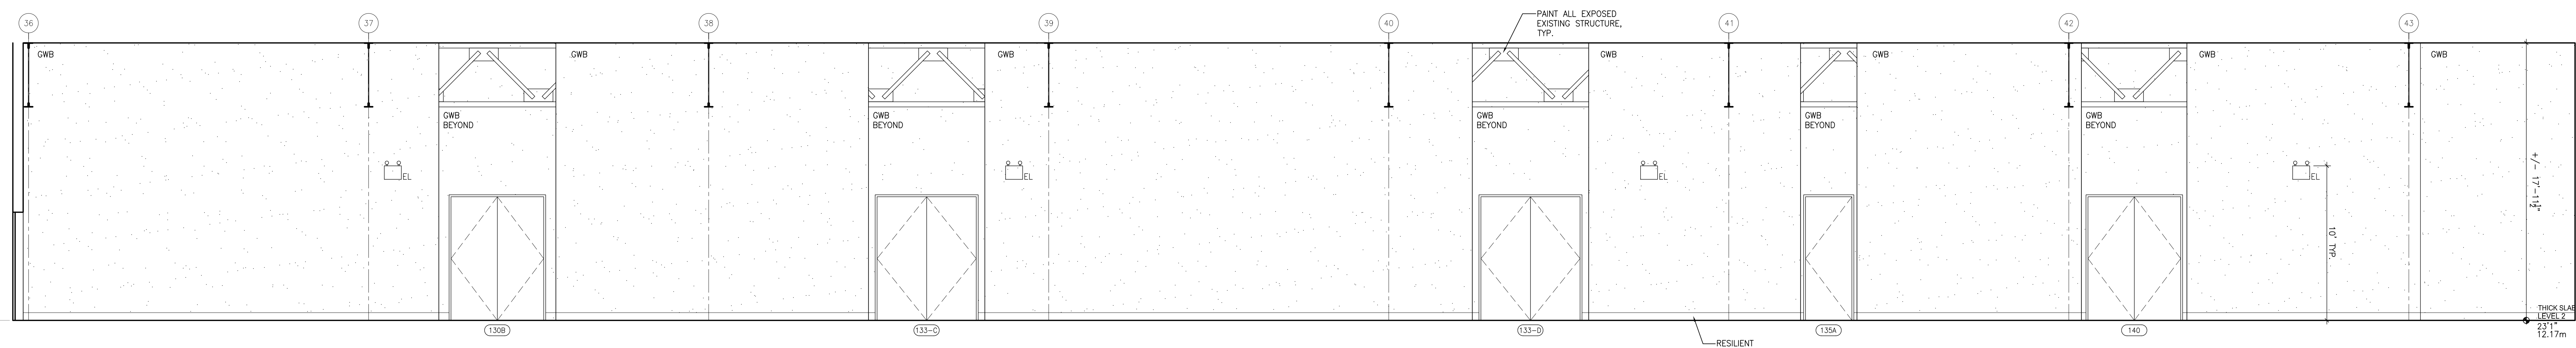 36
37
38
39
40
41
42
43
PAINT ALL EXPOSED
EXISTING STRUCTURE,
TYP.
GWB
GWB
GWB
GWB
GWB
GWB
GWB
BEYOND
GWB
BEYOND
GWB
BEYOND
GWB
BEYOND
GWB
BEYOND
EL
EL
EL
EL
+/- 17'-11½"
10' TYP.
THICK SLAB
LEVEL 2
23'1"
12.17m
130B
133-C
133-D
135A
140
RESILIENT